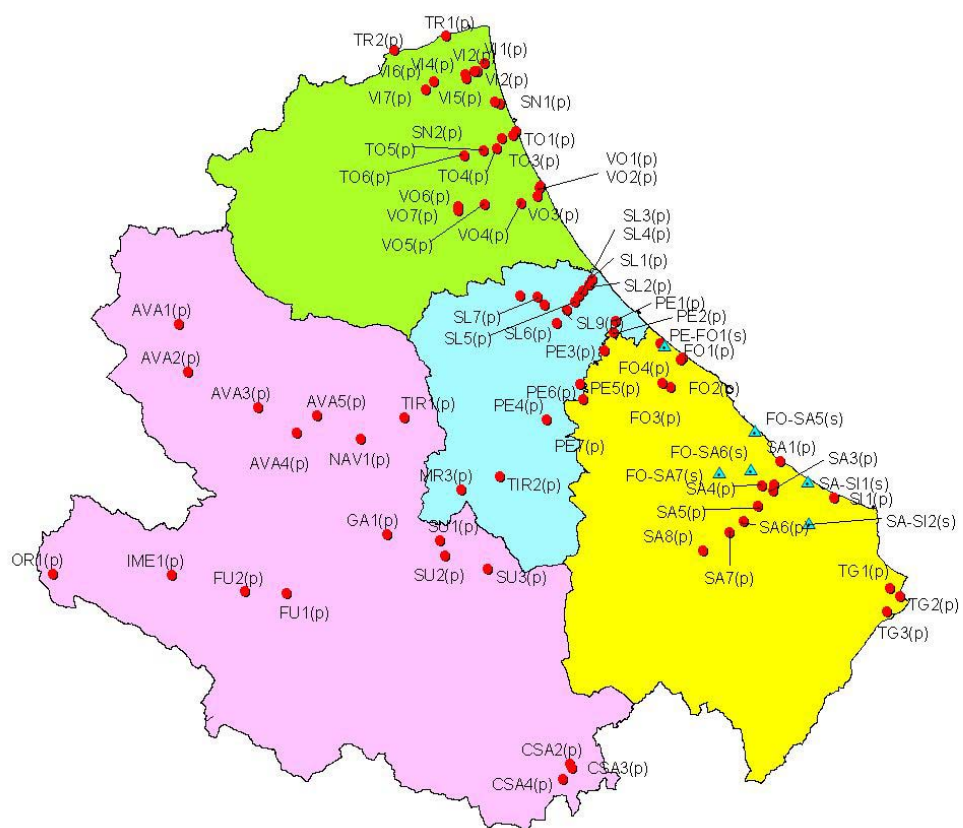 TR1(p)
TR2(p)
VI1(p)
VI2(p)
VI4(p)
VI6(p)
VI2(p)
VI7(p)
VI5(p)
SN1(p)
SN2(p)
TO1(p)
TO5(p)
TO3(p)
TO4(p)
TO6(p)
VO1(p)
VO2(p)
VO6(p)
VO7(p)
VO3(p)
VO4(p)
VO5(p)
SL3(p)
SL4(p)
SL1(p)
SL2(p)
SL7(p)
SL9(p)
SL6(p)
SL5(p)
PE1(p)
PE2(p)
PE-FO1(s)
PE3(p)
FO1(p)
FO4(p)
PE6(p)
PE5(p)
FO2(p)
PE4(p)
FO3(p)
PE7(p)
AVA1(p)
AVA2(p)
AVA3(p)
AVA5(p)
TIR1(p)
AVA4(p)
NAV1(p)
FO-SA5(s)
FO-SA6(s)
SA1(p)
FO-SA7(s)
SA3(p)
SA4(p)
SA-SI1(s)
SI1(p)
SA5(p)
SA6(p)
SA-SI2(s)
SA8(p)
SA7(p)
MR3(p)
TIR2(p)
GA1(p)
SU1(p)
SU2(p)
SU3(p)
OR1(p)
IME1(p)
FU2(p)
FU1(p)
TG1(p)
TG2(p)
TG3(p)
CSA2(p)
CSA3(p)
CSA4(p)